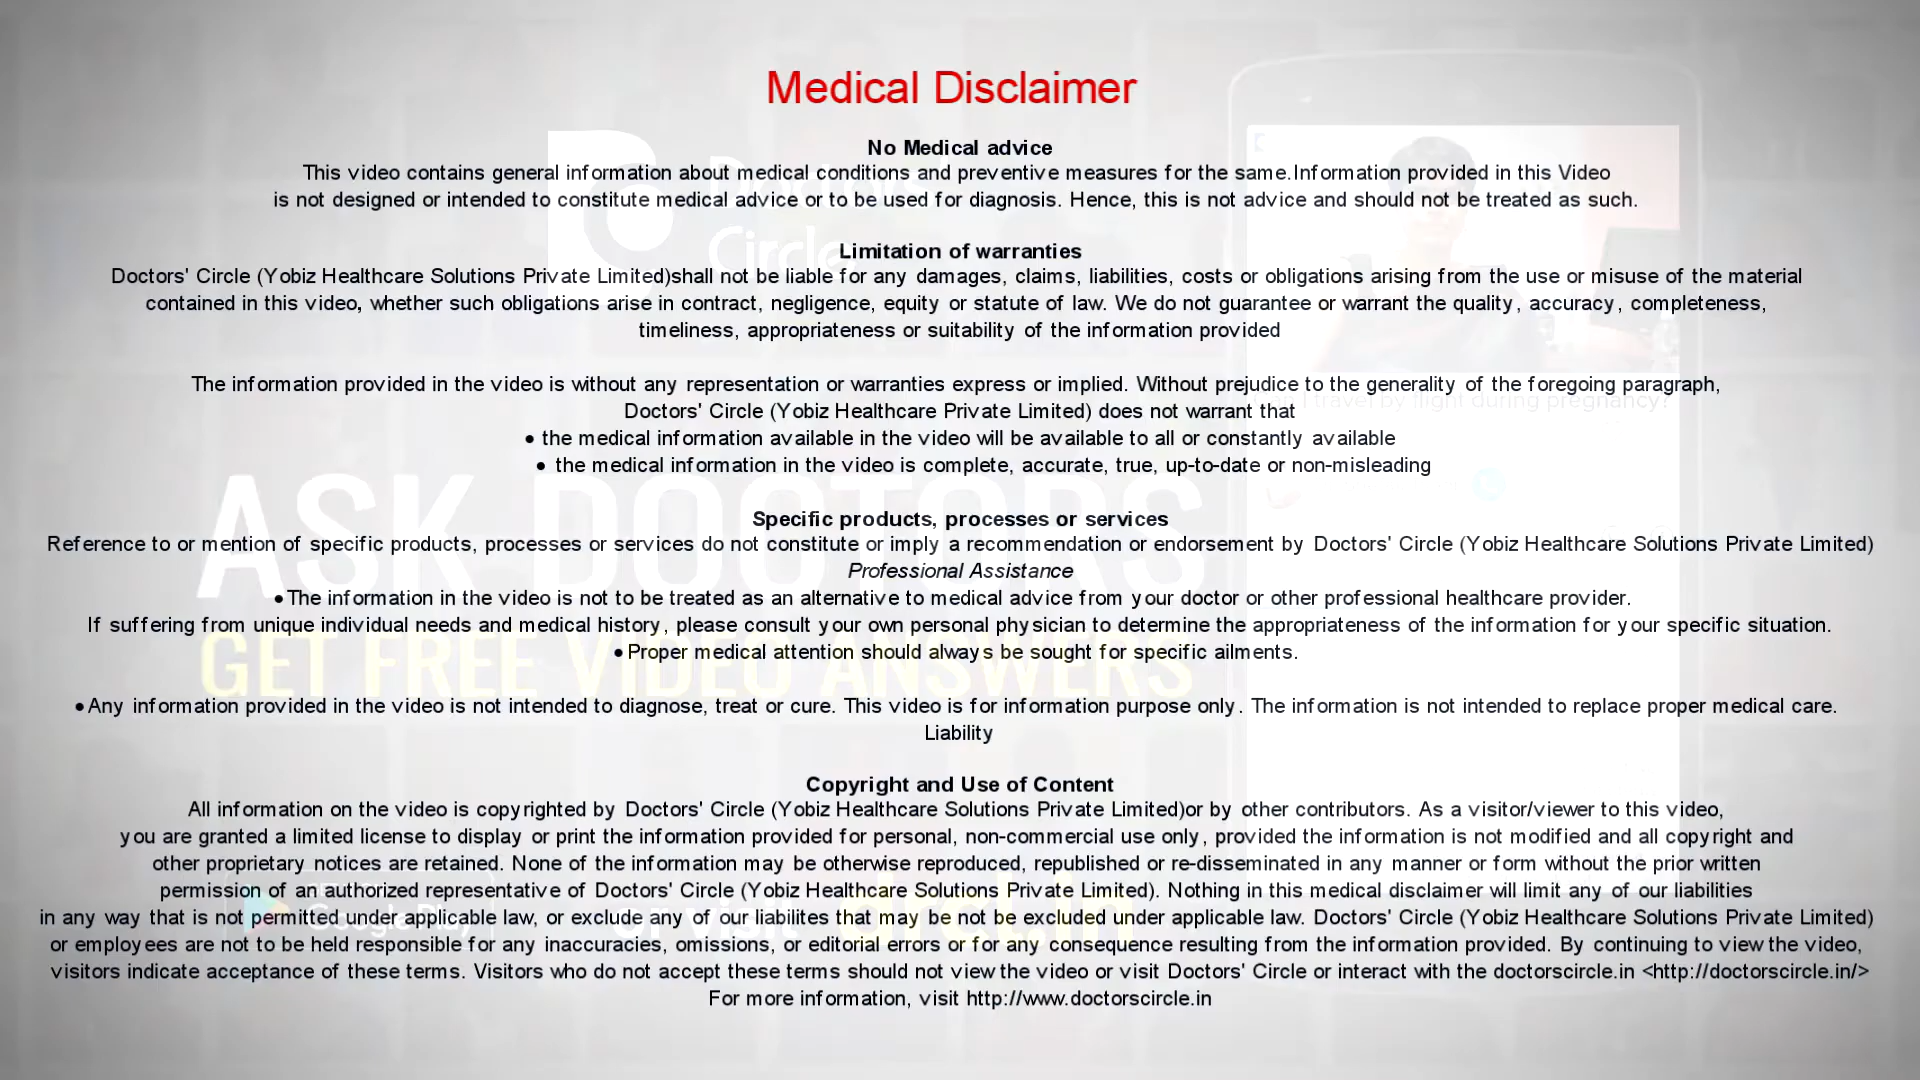 Medical Disclaimer
No Medical advice
This video contains general information about medical conditions and preventive measures for the same.Information provided in this Video
is not designed or intended to constitute medical advice or to be used for diagnosis. Hence, this is not advice and should not be treated as such.
Doctors'
Circle
Limitation of warranties
Doctors' Circle (Yobiz Healthcare Solutions Private Limited)shall not be liable for any damages, claims, liabilities, costs or obligations arising from the use or misuse of the material
contained in this video, whether such obligations arise in contract, negligence, equity or statute of law. We do not guarantee or warrant the quality, accuracy, completeness,
timeliness, appropriateness or suitability of the information provided
The information provided in the video is without any representation or warranties express or implied. Without prejudice to the generality of the foregoing paragraph,
Can I travel by flight during pregnancy?
Doctors' Circle (Yobiz Healthcare Private Limited) does not warrant that
• the medical information available in the video will be available to all or constantly available
• the medical information in the video is complete, accurate, true, up-to-date or non-misleading
ASK DOCTORS
Specific products, processes or services
Reference to or mention of specific products, processes or services do not constitute or imply a recommendation or endorsement by Doctors' Circle (Yobiz Healthcare Solutions Private Limited)
Professional Assistance
•The information in the video is not to be treated as an alternative to medical advice from your doctor or other professional healthcare provider.
If suffering from unique individual needs and medical history, please consult your own personal physician to determine the appropriateness of the information for your specific situation.
•Proper medical attention should always be sought for specific ailments.
GET FREE VIDEO ANSWERS
•Any information provided in the video is not intended to diagnose, treat or cure. This video is for information purpose only. The information is not intended to replace proper medical care.
Liability
Copyright and Use of Content
All information on the video is copyrighted by Doctors' Circle (Yobiz Healthcare Solutions Private Limited)or by other contributors. As a visitor/viewer to this video,
you are granted a limited license to display or print the information provided for personal, non-commercial use only, provided the information is not modified and all copyright and
other proprietary notices are retained. None of the information may be otherwise reproduced, republished or re-disseminated in any manner or form without the prior written
permission of an authorized representative of Doctors' Circle (Yobiz Healthcare Solutions Private Limited). Nothing in this medical disclaimer will limit any of our liabilities
in any way that is not permitted under applicable law, or exclude any of our liabilites that may be not be excluded under applicable law. Doctors' Circle (Yobiz Healthcare Solutions Private Limited)
Google Play or visit drcl.in
or employees are not to be held responsible for any inaccuracies, omissions, or editorial errors or for any consequence resulting from the information provided. By continuing to view the video,
visitors indicate acceptance of these terms. Visitors who do not accept these terms should not view the video or visit Doctors' Circle or interact with the doctorscircle.in <http://doctorscircle.in/>
For more information, visit http://www.doctorscircle.in